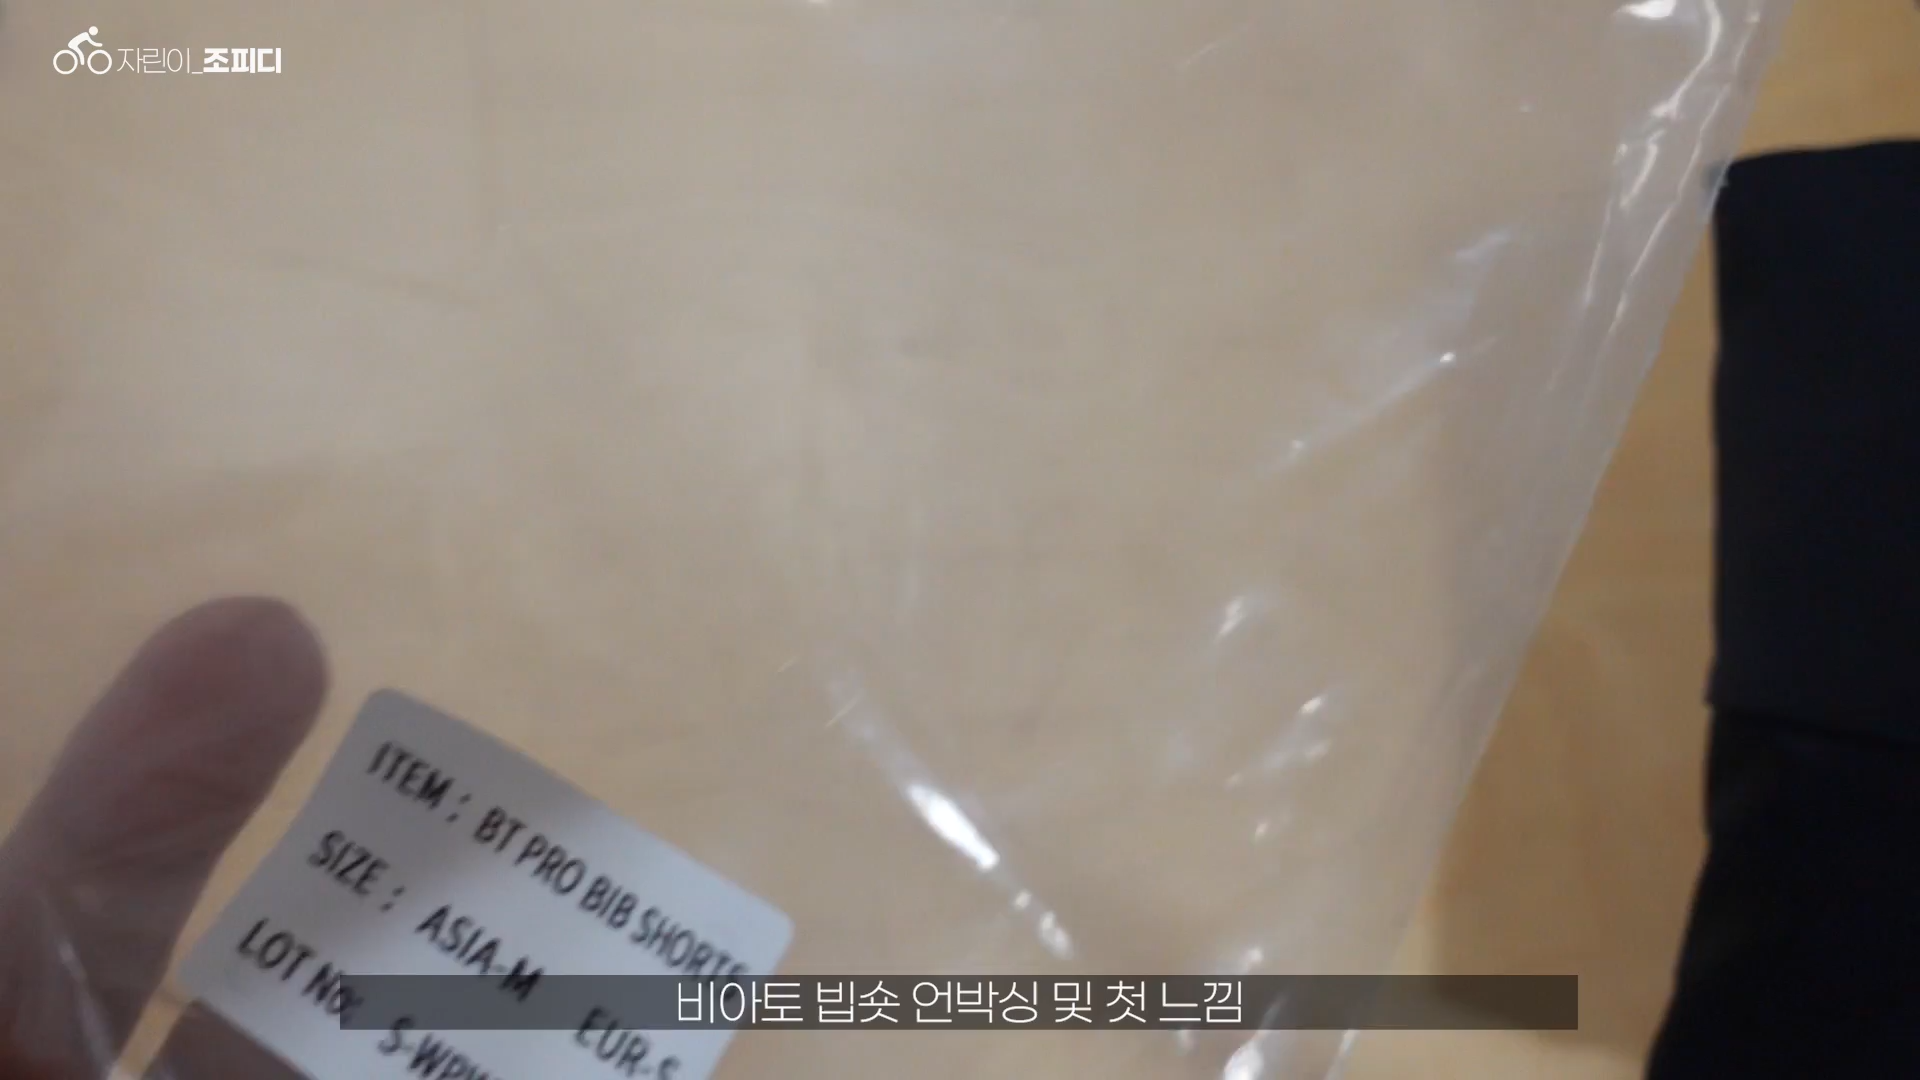 자린이_조피디
ITEM : BT PRO BIB SHORTS
SIZE : ASIA-M EUR-S
LOT No:
비아토 빕숏 언박싱 및 첫 느낌